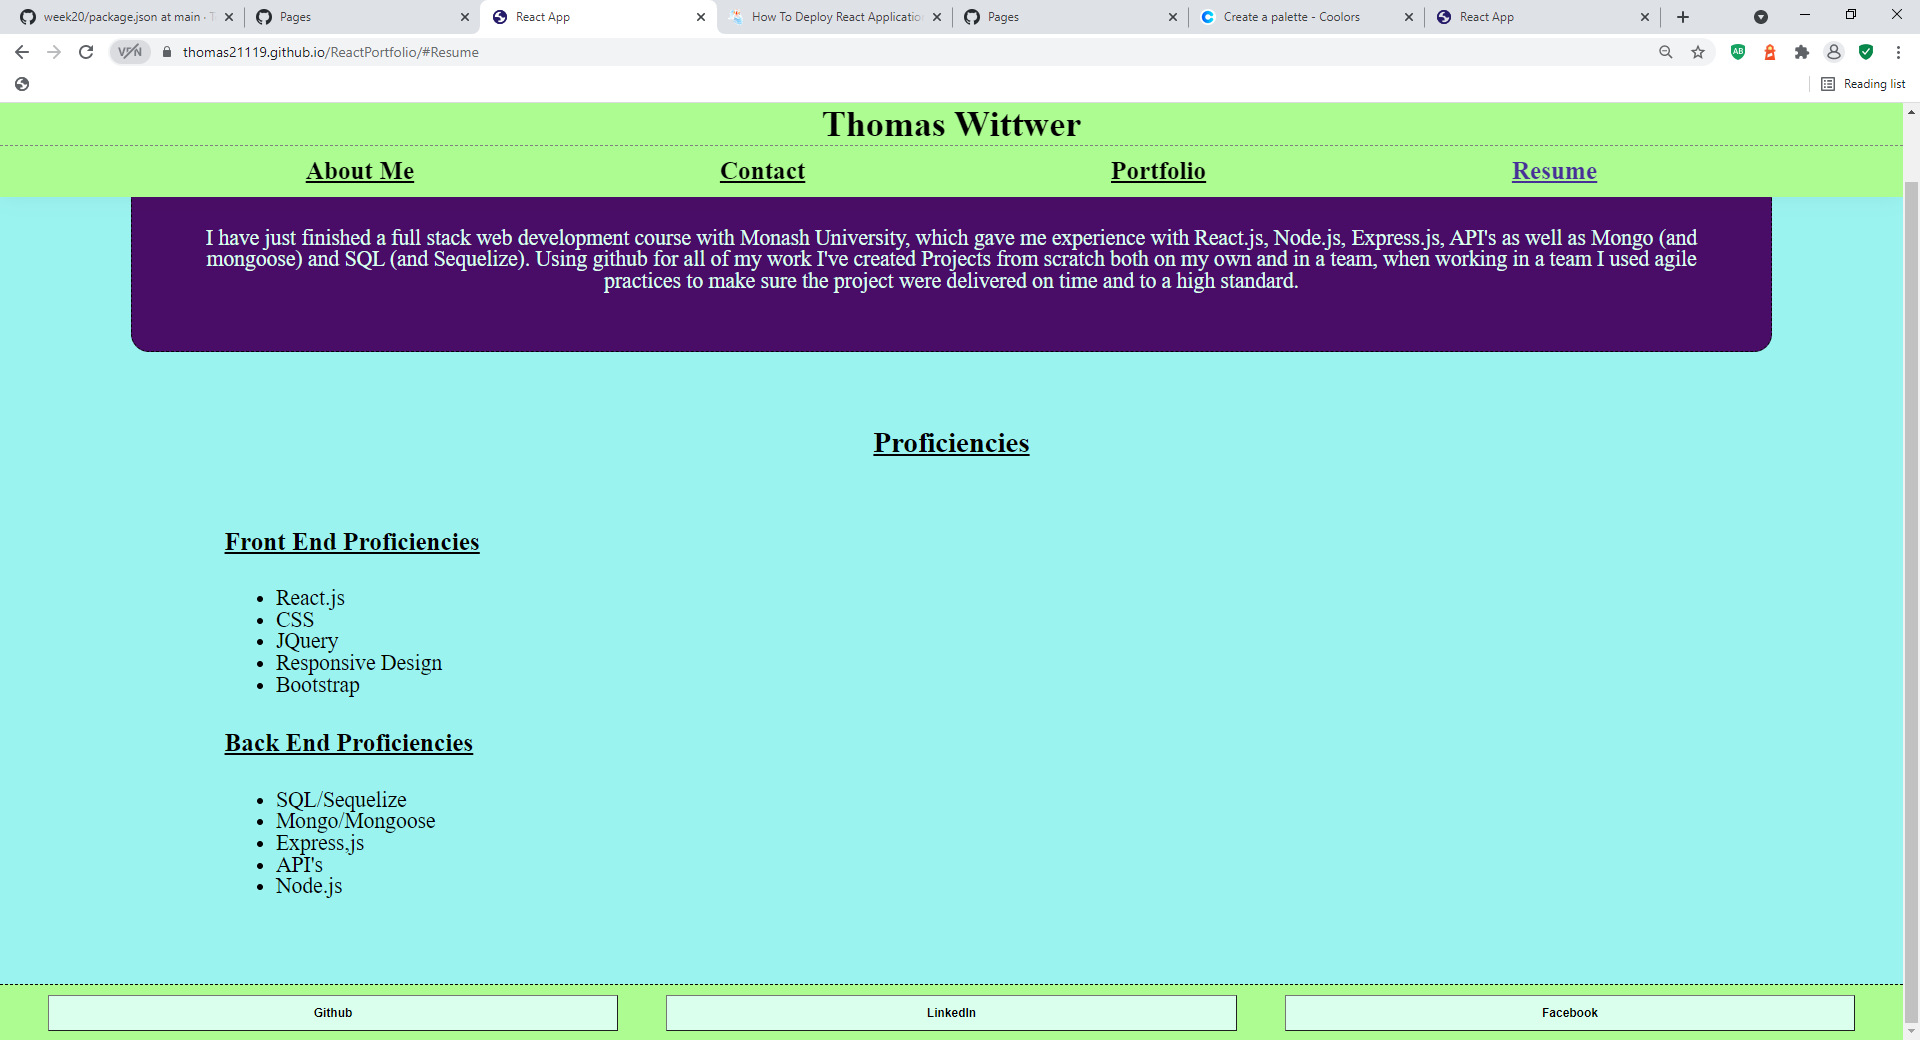 week20/package.json at main · T
Pages
React App
How To Deploy React Applicatio
Pages
Create a palette - Coolors
React App
VPN
thomas21119.github.io/ReactPortfolio/#Resume
AB
Reading list
Thomas Wittwer
About Me
Contact
Portfolio
Resume
I have just finished a full stack web development course with Monash University, which gave me experience with React.js, Node.js, Express.js, API's as well as Mongo (and
mongoose) and SQL (and Sequelize). Using github for all of my work I've created Projects from scratch both on my own and in a team, when working in a team I used agile
practices to make sure the project were delivered on time and to a high standard.
Proficiencies
Front End Proficiencies
React.js
CSS
JQuery
Responsive Design
Bootstrap
Back End Proficiencies
SQL/Sequelize
Mongo/Mongoose
Express,js
API's
Node.js
Github
LinkedIn
Facebook